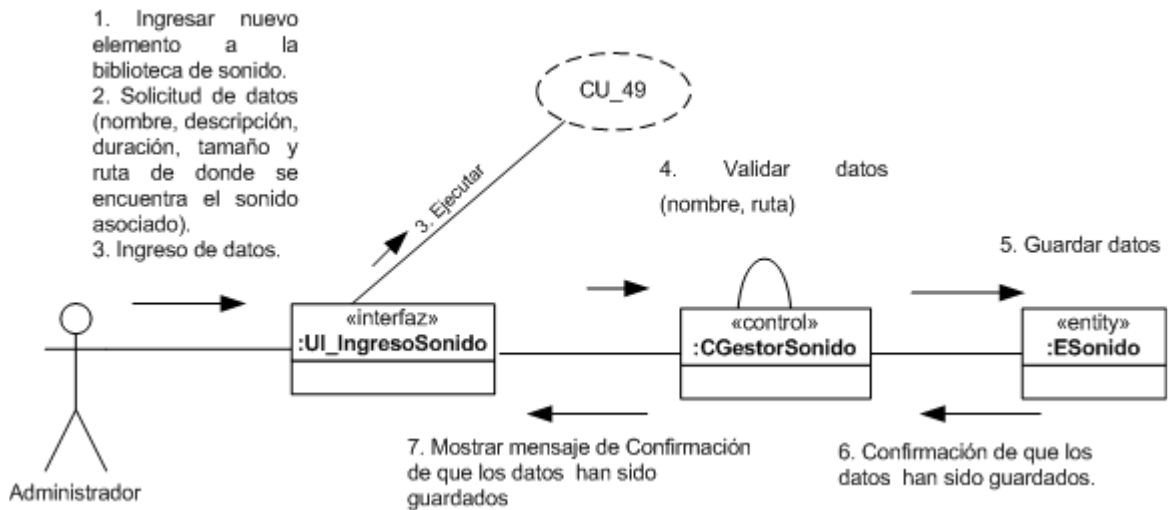 1. Ingresar nuevo
elemento a la
biblioteca de sonido.
2. Solicitud de datos
(nombre, descripción,
duración, tamaño y
ruta de donde se
encuentra el sonido
asociado).
3. Ingreso de datos.
CU_49
3. Ejecutar
4. Validar datos
(nombre, ruta)
5. Guardar datos
«interfaz»
:UI_IngresoSonido
«control»
:CGestorSonido
«entity»
:ESonido
7. Mostrar mensaje de Confirmación
de que los datos han sido
guardados
6. Confirmación de que los
datos han sido guardados.
Administrador